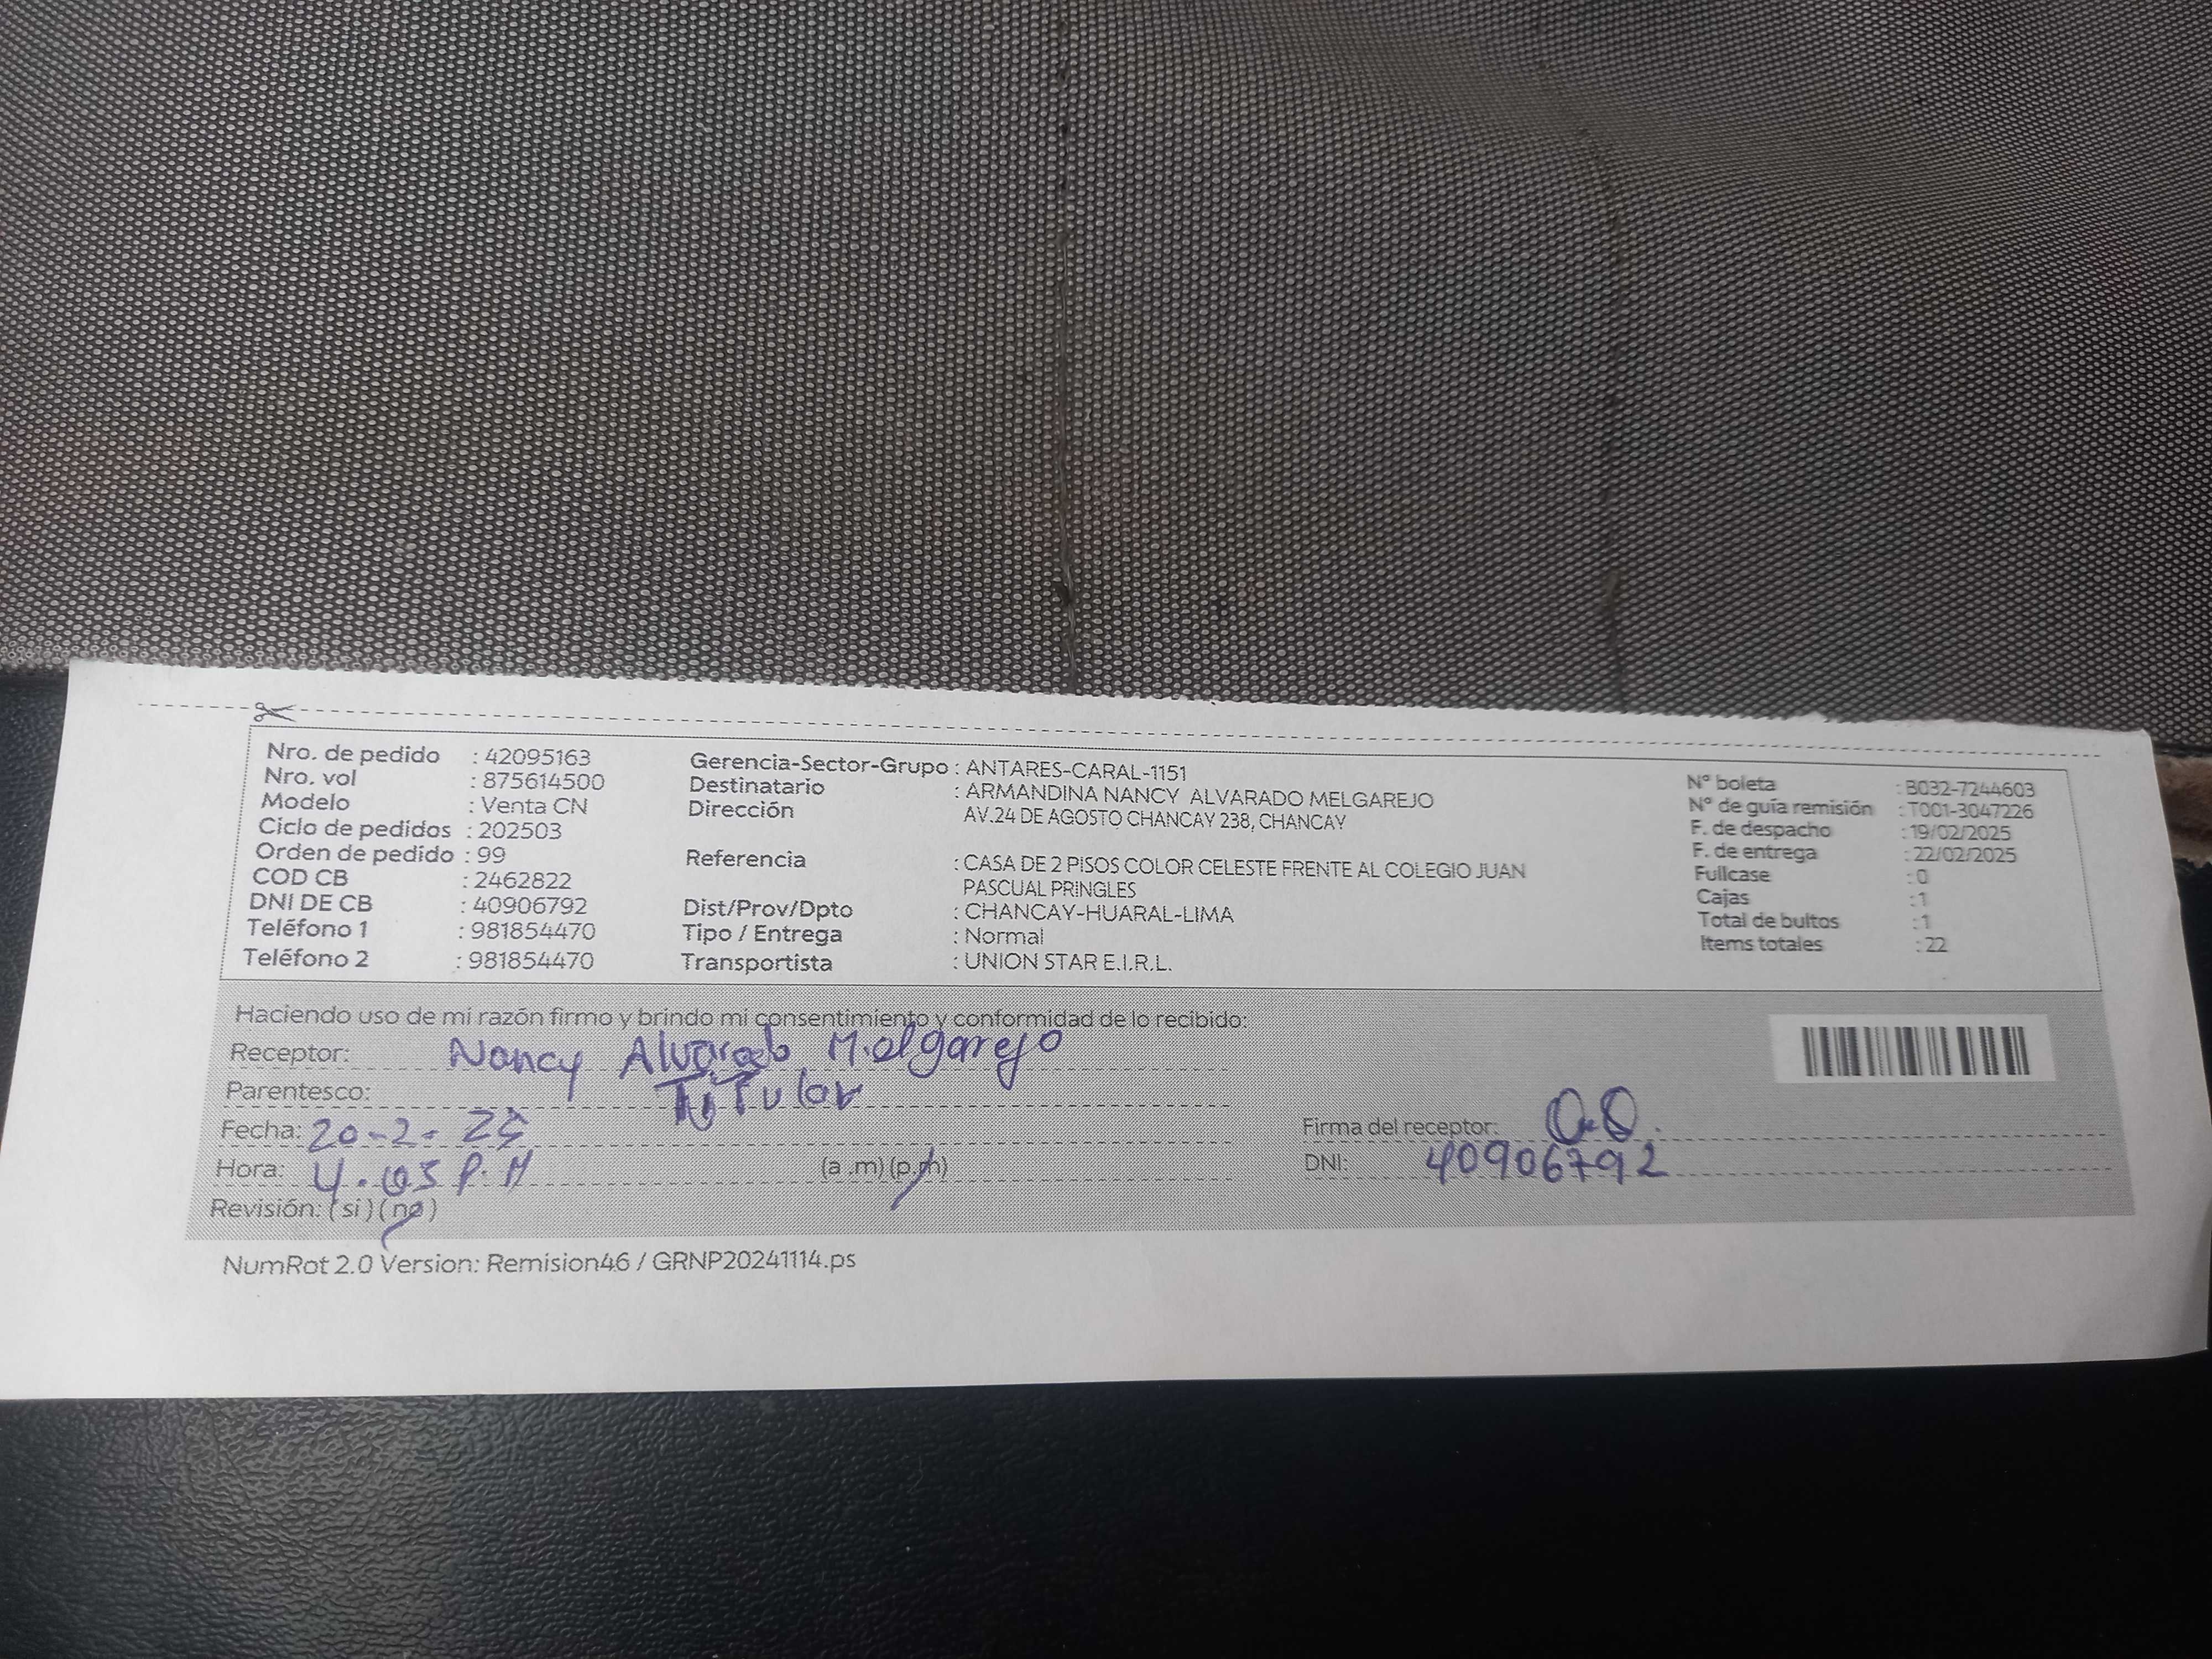 Nro. de pedido : 42095163
Nro. vol : 875614500
Modelo : Venta CN
Ciclo de pedidos : 202503
Orden de pedido : 99
COD CB : 2462822
DNI DE CB : 40906792
Teléfono 1 : 981854470
Teléfono 2 : 981854470
Gerencia-Sector-Grupo : ANTARES-CARAL-1151
Destinatario : ARMANDINA NANCY ALVARADO MELGAREJO
Dirección AV.24 DE AGOSTO CHANCAY 238, CHANCAY
Referencia : CASA DE 2 PISOS COLOR CELESTE FRENTE AL COLEGIO JUAN
PASCUAL PRINGLES
Dist/Prov/Dpto : CHANCAY-HUARAL-LIMA
Tipo / Entrega : Normal
Transportista : UNION STAR E.I.R.L.
N° boleta : B032-7244603
N° de guía remisión : T001-3047226
F. de despacho : 19/02/2025
F. de entrega : 22/02/2025
Fullcase : 0
Cajas : 1
Total de bultos : 1
Items totales : 22
Haciendo uso de mi razón firmo y brindo mi consentimiento y conformidad de lo recibido:
Receptor: Nancy Alvarado Melgarejo
Parentesco: Titular
Fecha: 20-2-25
Hora: 4.05 P.M (a .m) (p.m)
Revisión: ( si ) ( no )
Firma del receptor:
DNI: 40906792
NumRot 2.0 Version: Remision46 / GRNP20241114.ps